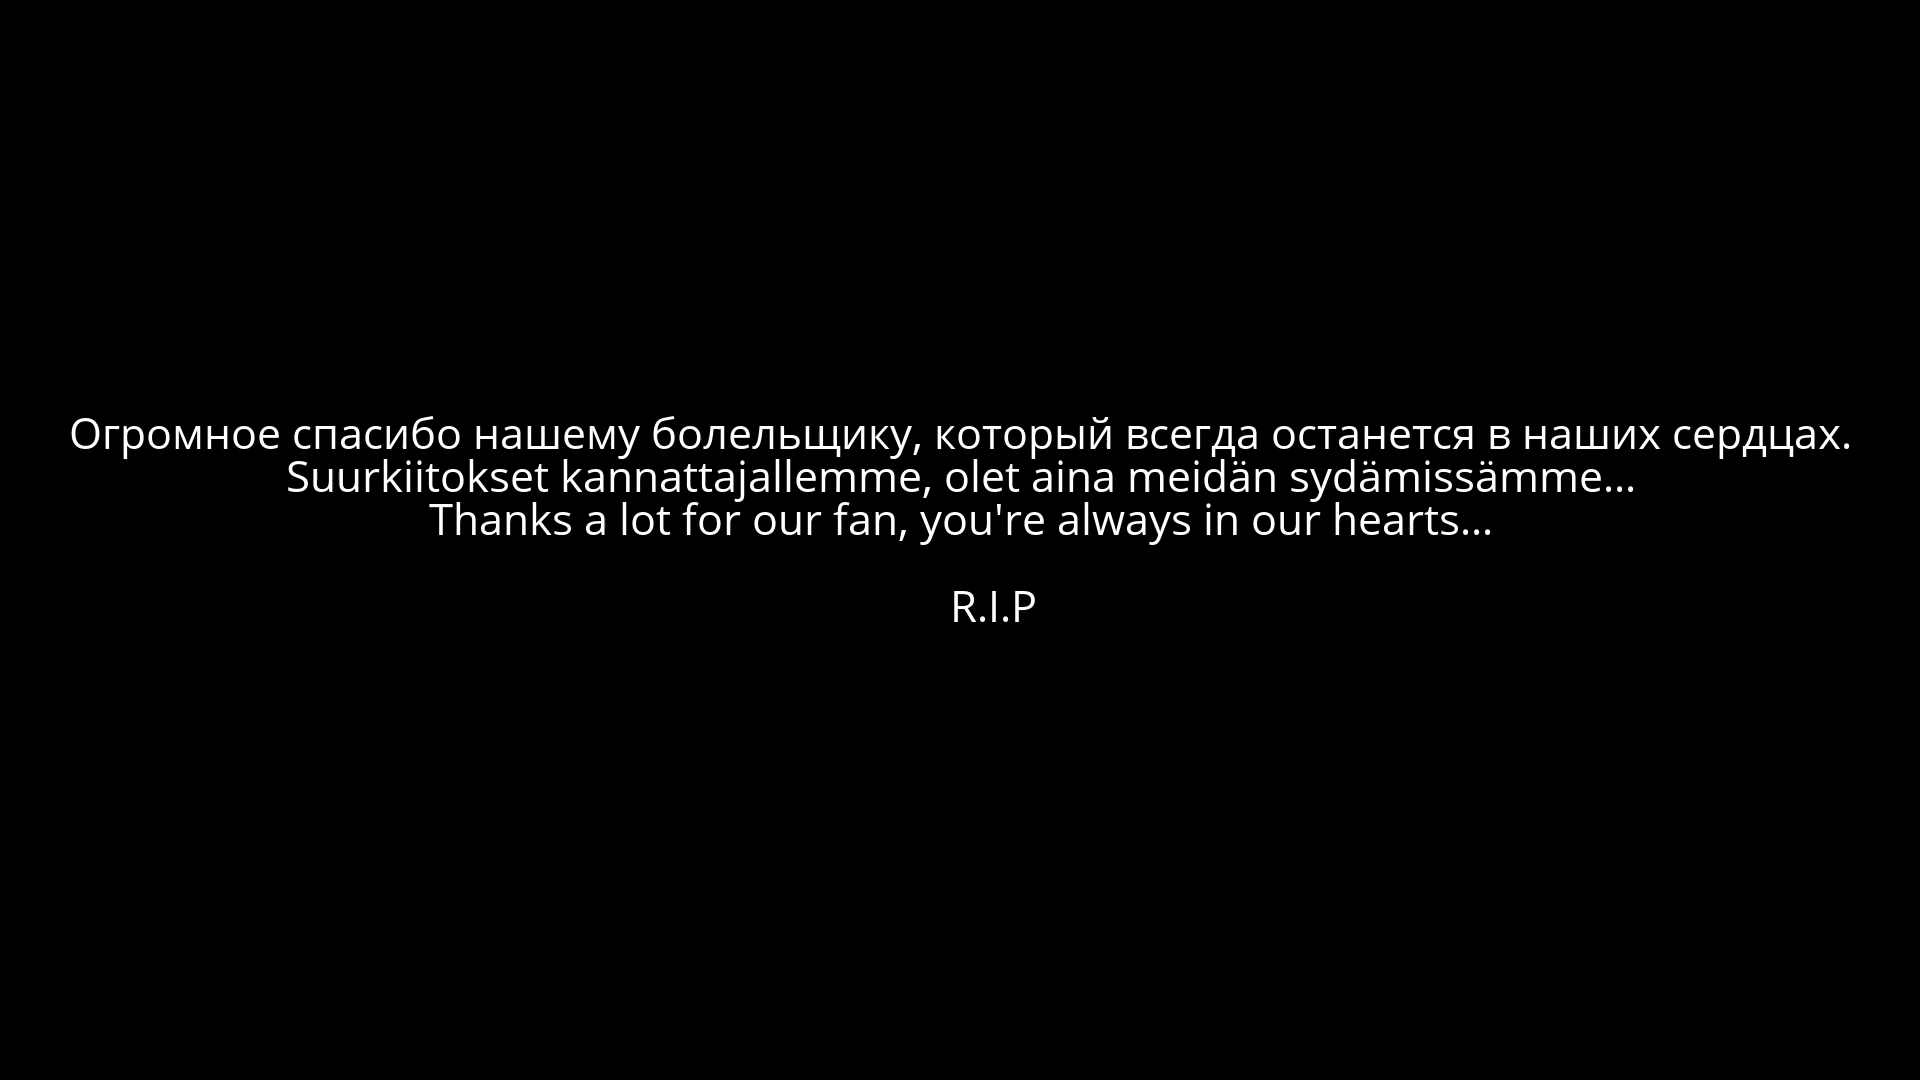 Огромное спасибо нашему болельщику, который всегда останется в наших сердцах.
Suurkiitokset kannattajallemme, olet aina meidän sydämissämme...
Thanks a lot for our fan, you're always in our hearts...
R.I.P